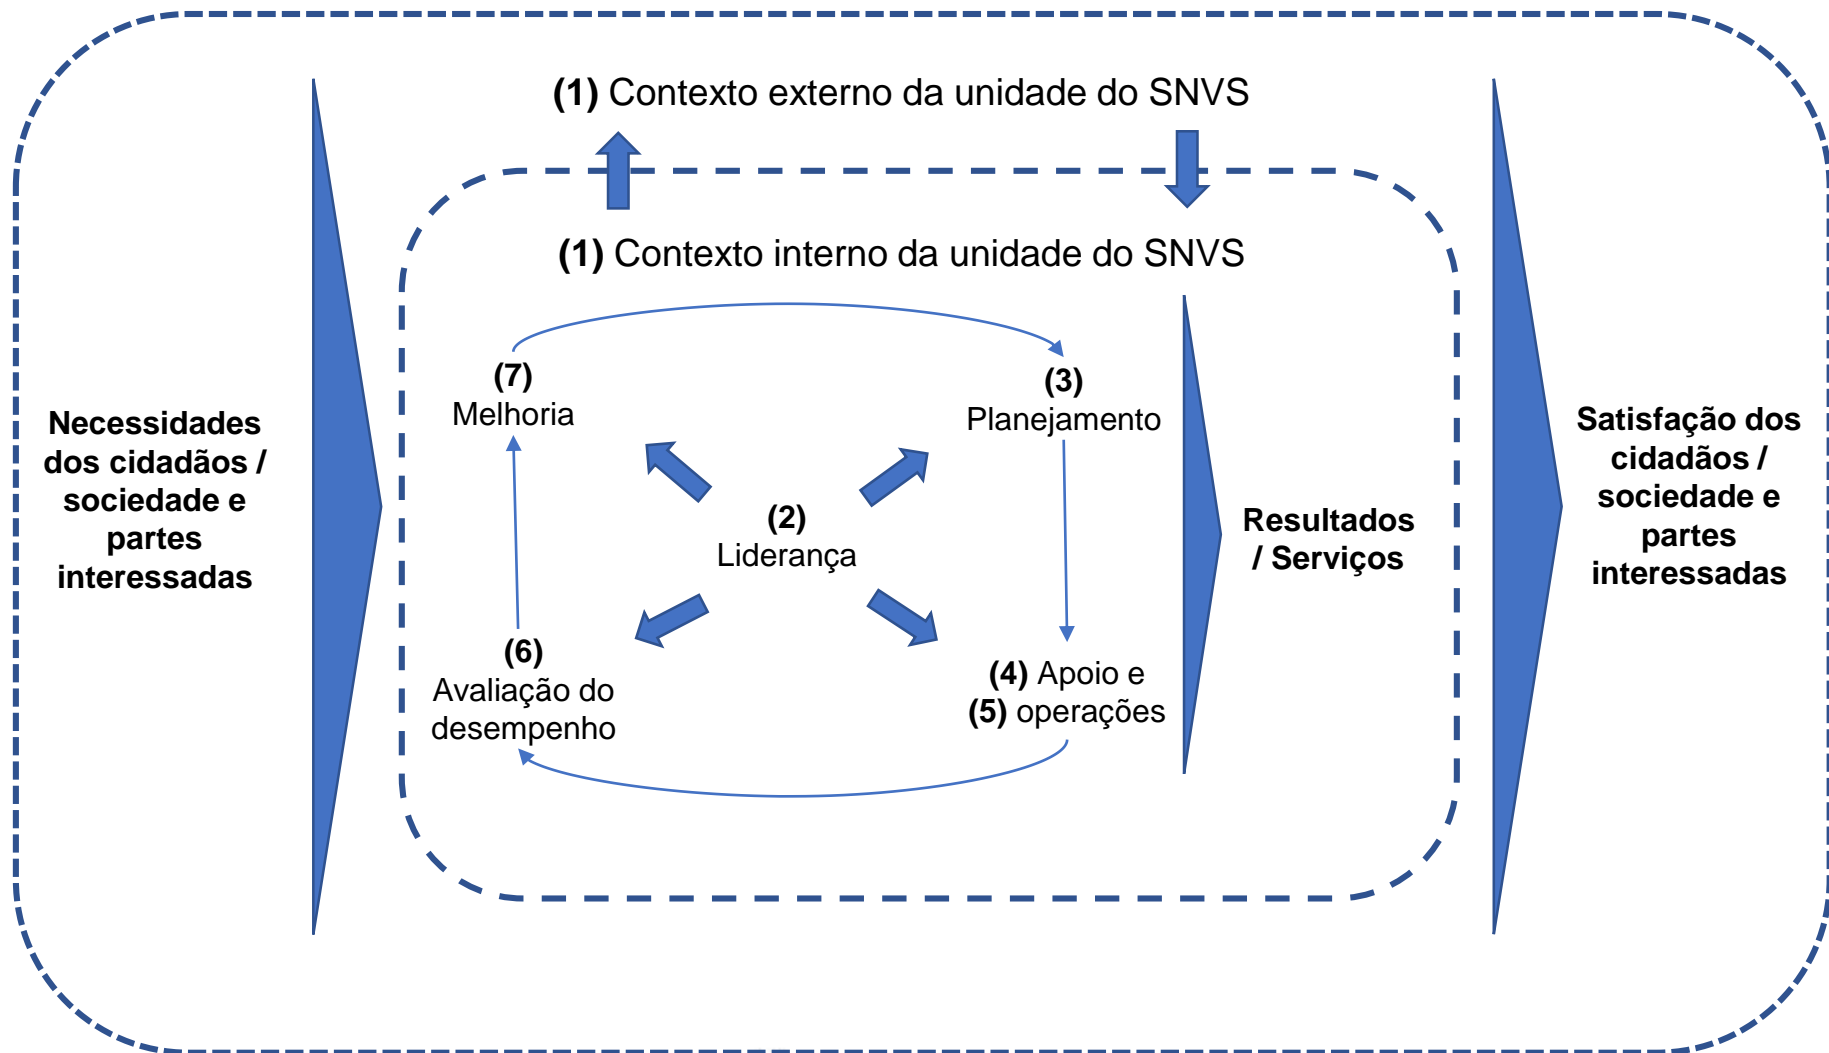 (1) Contexto externo da unidade do SNVS
(1) Contexto interno da unidade do SNVS
Necessidades
dos cidadãos /
sociedade e
partes
interessadas
(7)
Melhoria
(3)
Planejamento
(2)
Liderança
(6)
Avaliação do
desempenho
(4) Apoio e
(5) operações
Resultados
/ Serviços
Satisfação dos
cidadãos /
sociedade e
partes
interessadas